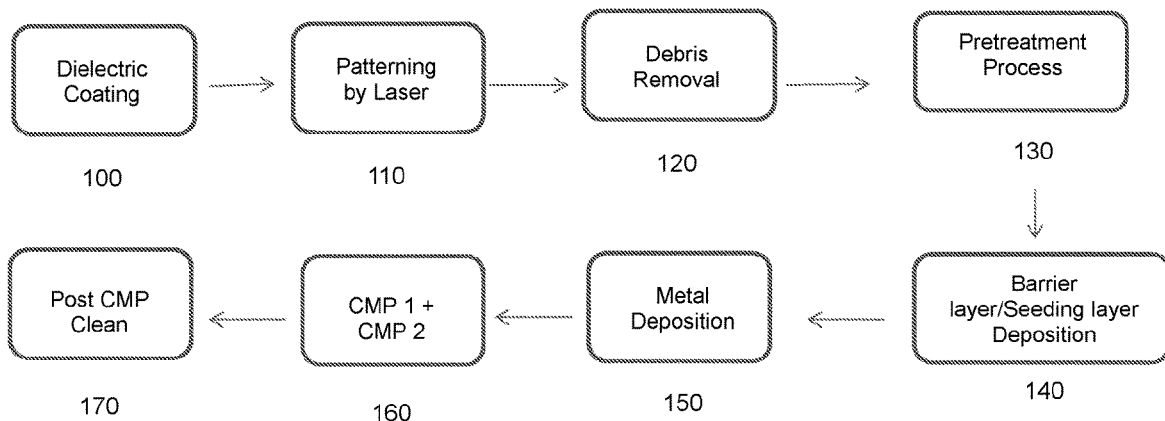 Dielectric
Coating
100
Patterning
by Laser
110
Debris
Removal
120
Pretreatment
Process
130
Barrier
layer/Seeding layer
Deposition
140
Metal
Deposition
150
CMP 1 +
CMP 2
160
Post CMP
Clean
170